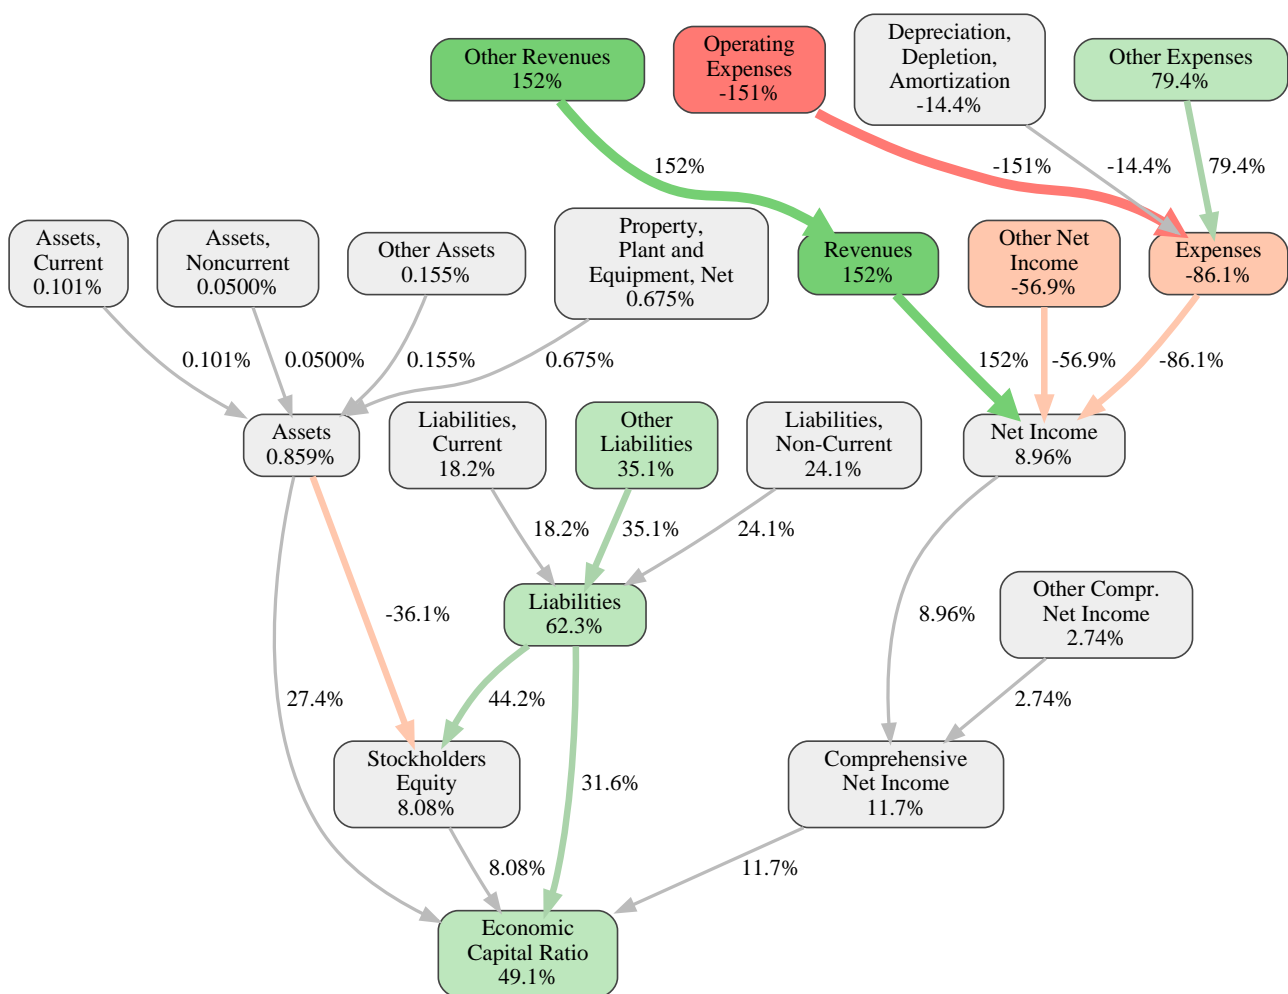 Other Revenues
152%
Operating
Expenses
-151%
Depreciation,
Depletion,
Amortization
-14.4%
Other Expenses
79.4%
152%
-151%
-14.4%
79.4%
Assets,
Current
0.101%
Assets,
Noncurrent
0.0500%
Other Assets
0.155%
Property,
Plant and
Equipment, Net
0.675%
Revenues
152%
Other Net
Income
-56.9%
Expenses
-86.1%
0.101%
0.0500%
0.155%
0.675%
152%
-56.9%
-86.1%
Assets
0.859%
Liabilities,
Current
18.2%
Other
Liabilities
35.1%
Liabilities,
Non-Current
24.1%
Net Income
8.96%
18.2%
35.1%
24.1%
-36.1%
Liabilities
62.3%
8.96%
Other Compr.
Net Income
2.74%
27.4%
44.2%
2.74%
Stockholders
Equity
8.08%
31.6%
Comprehensive
Net Income
11.7%
8.08%
11.7%
Economic
Capital Ratio
49.1%